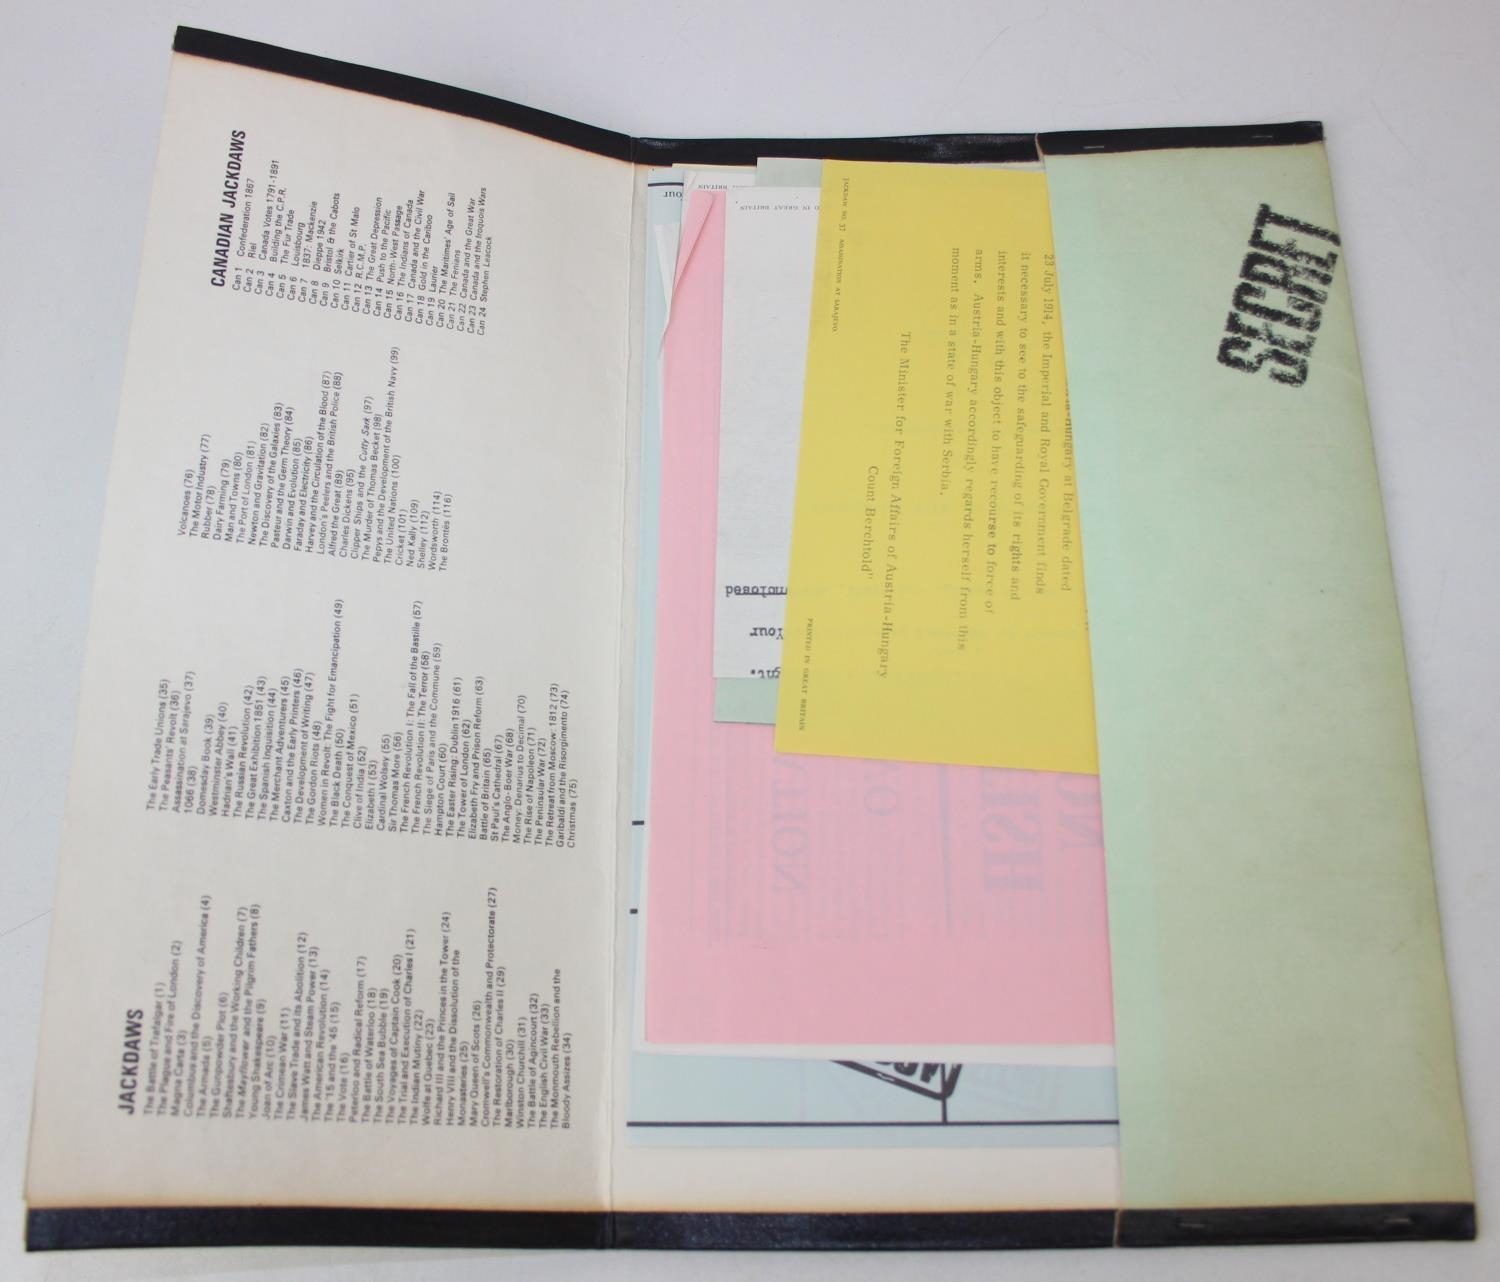 JACKDAWS
The Battle of Trafalgar (1)
The Plague and Fire of London (2)
Magna Carta (3)
Columbus and the Discovery of America (4)
The Armada (5)
The Gunpowder Plot (6)
Shaftesbury and the Working Children (7)
The Mayflower and the Pilgrim Fathers (8)
Young Shakespeare (9)
Joan of Arc (10)
The Crimean War (11)
The Slave Trade and its Abolition (12)
James Watt and Steam Power (13)
The American Revolution (14)
The '15 and the '45 (15)
The Vote (16)
Peterloo and Radical Reform (17)
The Battle of Waterloo (18)
The South Sea Bubble (19)
The Voyages of Captain Cook (20)
The Trial and Execution of Charles I (21)
The Indian Mutiny (22)
Wolfe at Quebec (23)
Richard III and the Princes in the Tower (24)
Henry VIII and the Dissolution of the
Monasteries (25)
Mary Queen of Scots (26)
Cromwell's Commonwealth and Protectorate (27)
The Restoration of Charles II (29)
Marlborough (30)
Winston Churchill (31)
The Battle of Agincourt (32)
The English Civil War (33)
The Monmouth Rebellion and the
Bloody Assizes (34)
The Early Trade Unions (35)
The Peasants' Revolt (36)
Assassination at Sarajevo (37)
1066 (38)
Domesday Book (39)
Westminster Abbey (40)
Hadrian's Wall (41)
The Russian Revolution (42)
The Great Exhibition 1851 (43)
The Spanish Inquisition (44)
The Merchant Adventurers (45)
Caxton and the Early Printers (46)
The Development of Writing (47)
The Gordon Riots (48)
Women in Revolt: The Fight for Emancipation (49)
The Black Death (50)
The Conquest of Mexico (51)
Clive of India (52)
Elizabeth I (53)
Cardinal Wolsey (55)
Sir Thomas More (56)
The French Revolution I: The Fall of the Bastille (57)
The French Revolution II: The Terror (58)
The Siege of Paris and the Commune (59)
Hampton Court (60)
The Easter Rising: Dublin 1916 (61)
The Tower of London (62)
Elizabeth Fry and Prison Reform (63)
Battle of Britain (65)
St Paul's Cathedral (67)
The Anglo-Boer War (68)
Money: Denarius to Decimal (70)
The Rise of Napoleon (71)
The Peninsular War (72)
The Retreat from Moscow: 1812 (73)
Garibaldi and the Risorgimento (74)
Christmas (75)
Volcanoes (76)
The Motor Industry (77)
Rubber (78)
Dairy Farming (79)
Man and Towns (80)
The Port of London (81)
Newton and Gravitation (82)
The Discovery of the Galaxies (83)
Pasteur and the Germ Theory (84)
Darwin and Evolution (85)
Faraday and Electricity (86)
Harvey and the Circulation of the Blood (87)
London's Peelers and the British Police (88)
Alfred the Great (89)
Charles Dickens (95)
Clipper Ships and the Cutty Sark (97)
The Murder of Thomas Becket (98)
Pepys and the Development of the British Navy (99)
The United Nations (100)
Cricket (101)
Ned Kelly (109)
Shelley (112)
Wordsworth (114)
The Brontës (116)
CANADIAN JACKDAWS
Can 1 Confederation 1867
Can 2 Riel
Can 3 Canada Votes 1791-1891
Can 4 Building the C.P.R.
Can 5 The Fur Trade
Can 6 Louisbourg
Can 7 1837: Mackenzie
Can 8 Dieppe 1942
Can 9 Bristol & the Cabots
Can 10 Selkirk
Can 11 Cartier of St Malo
Can 12 R.C.M.P.
Can 13 The Great Depression
Can 14 Push to the Pacific
Can 15 North-West Passage
Can 16 The Indians of Canada
Can 17 Canada and the Civil War
Can 18 Gold in the Cariboo
Can 19 Laurier
Can 20 The Maritimes' Age of Sail
Can 21 The Fenians
Can 22 Canada and the Great War
Can 23 Canada and the Iroquois Wars
Can 24 Stephen Leacock
SECRET
Hungary at Belgrade dated
23 July 1914, the Imperial and Royal Government finds
it necessary to see to the safeguarding of its rights and
interests and with this object to have recourse to force of
arms. Austria-Hungary accordingly regards herself from this
moment as in a state of war with Serbia.
The Minister for Foreign Affairs of Austria-Hungary
Count Berchtold"
JACKDAW NO. 37 ASSASSINATION AT SARAJEVO
PRINTED IN GREAT BRITAIN
D IN GREAT BRITAIN
BRITAIN
our
nclosed
Your
ght.
TION
TO
ISH
ON